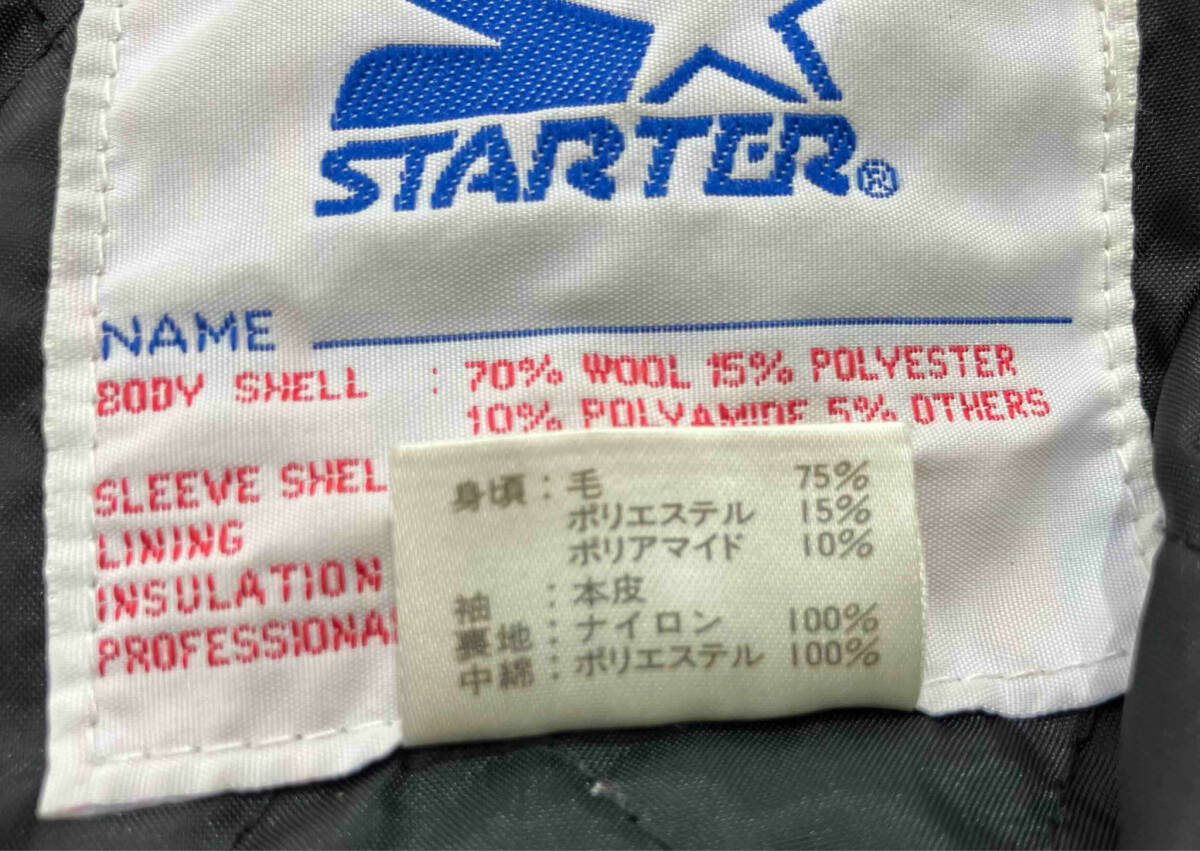 STARTER®
NAME
BODY SHELL : 70% WOOL 15% POLYESTER
10% POLYAMIDE 5% OTHERS
SLEEVE SHEL
LINING
INSULATION
PROFESSIONA
身頃：毛 75%
ポリエステル 15%
ポリアマイド 10%
袖 ：本皮
裏地：ナイロン 100%
中綿：ポリエステル 100%